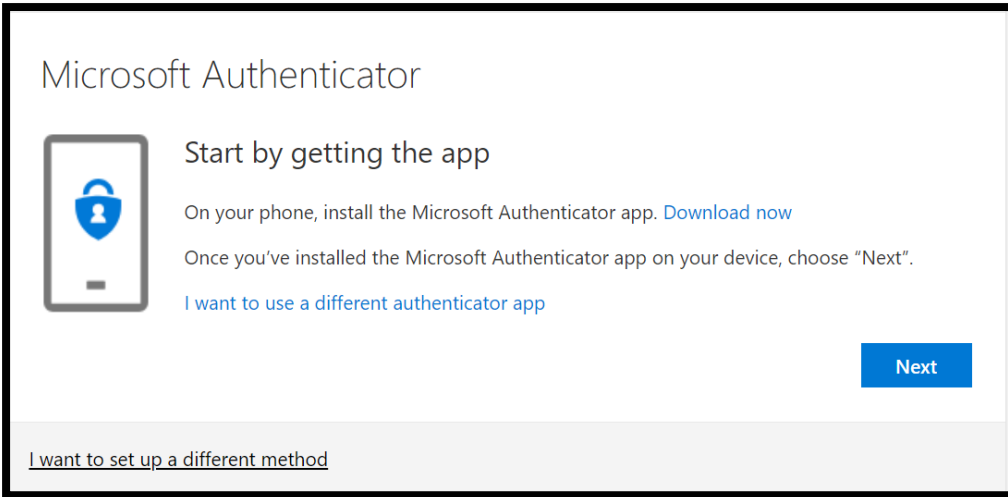 Microsoft Authenticator
Start by getting the app
On your phone, install the Microsoft Authenticator app. Download now
Once you've installed the Microsoft Authenticator app on your device, choose “Next”.
I want to use a different authenticator app
Next
I want to set up a different method